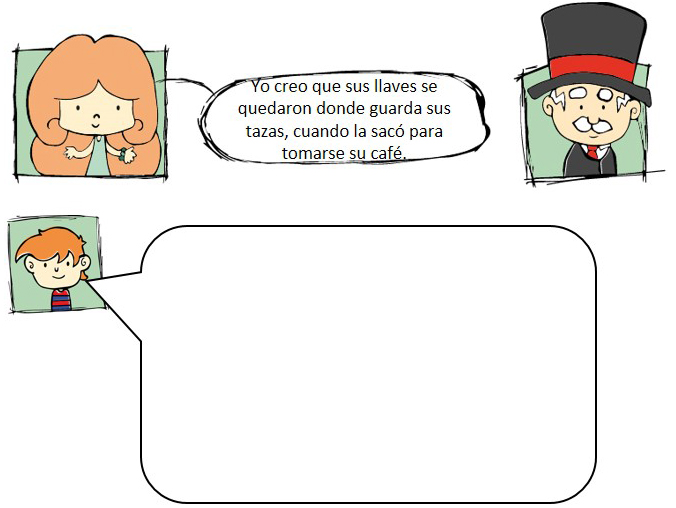 Yo creo que sus llaves se
quedaron donde guarda sus
tazas, cuando la sacó para
tomarse su café.